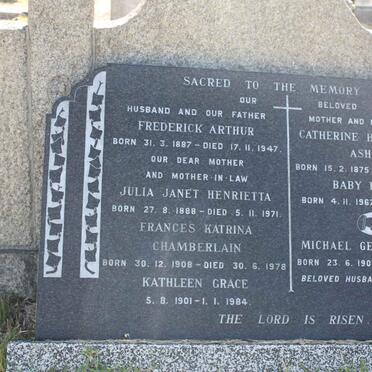 SACRED TO THE MEMORY
OUR
HUSBAND AND OUR FATHER
FREDERICK ARTHUR
BORN 31.3.1887 – DIED 17.11.1947.
OUR DEAR MOTHER
AND MOTHER-IN-LAW
JULIA JANET HENRIETTA
BORN 27.8.1888 – DIED 5.11.1971.
FRANCES KATRINA
CHAMBERLAIN
BORN 30.12.1908 – DIED 30.6.1978
KATHLEEN GRACE
5.8.1901 – 1.1.1984.
BELOVED
MOTHER AND
CATHERINE H
ASH
BORN 15.2.1875
BABY
BORN 4.11.1967
MICHAEL GE
BORN 23.6.190
BELOVED HUSBA
THE LORD IS RISEN